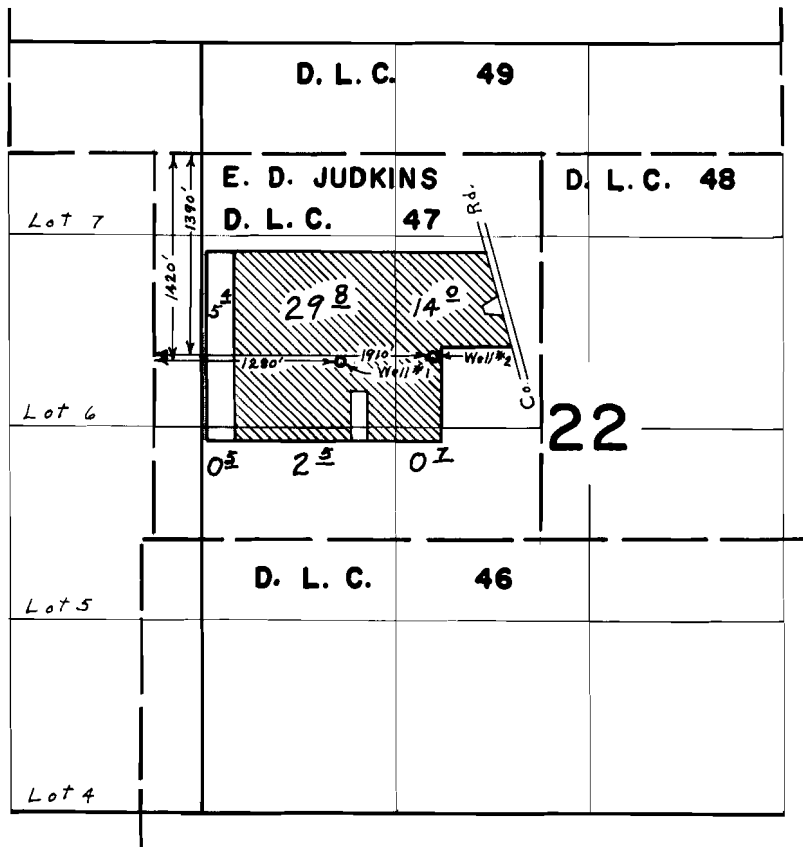 D. L. C. 49
E. D. JUDKINS
D. L. C. 47
D. L. C. 48
Rd.
Lot 7
1420'
1390'
5 4
29 8
14 0
1910'
1280'
Well #1
Well #2
Co.
Lot 6
22
0 5
2 5
0 7
D. L. C. 46
Lot 5
Lot 4